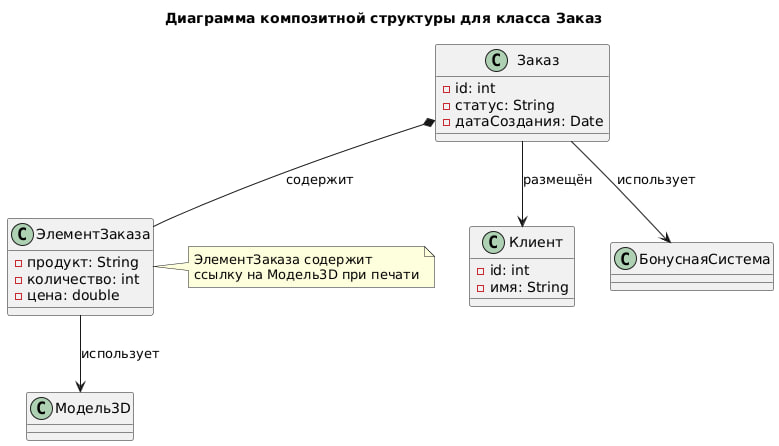 Диаграмма композитной структуры для класса Заказ
C Заказ
id: int
статус: String
датаСоздания: Date
содержит
размещён
использует
C ЭлементЗаказа
продукт: String
количество: int
цена: double
ЭлементЗаказа содержит
ссылку на Модель3D при печати
C Клиент
id: int
имя: String
C БонуснаяСистема
использует
C Модель3D